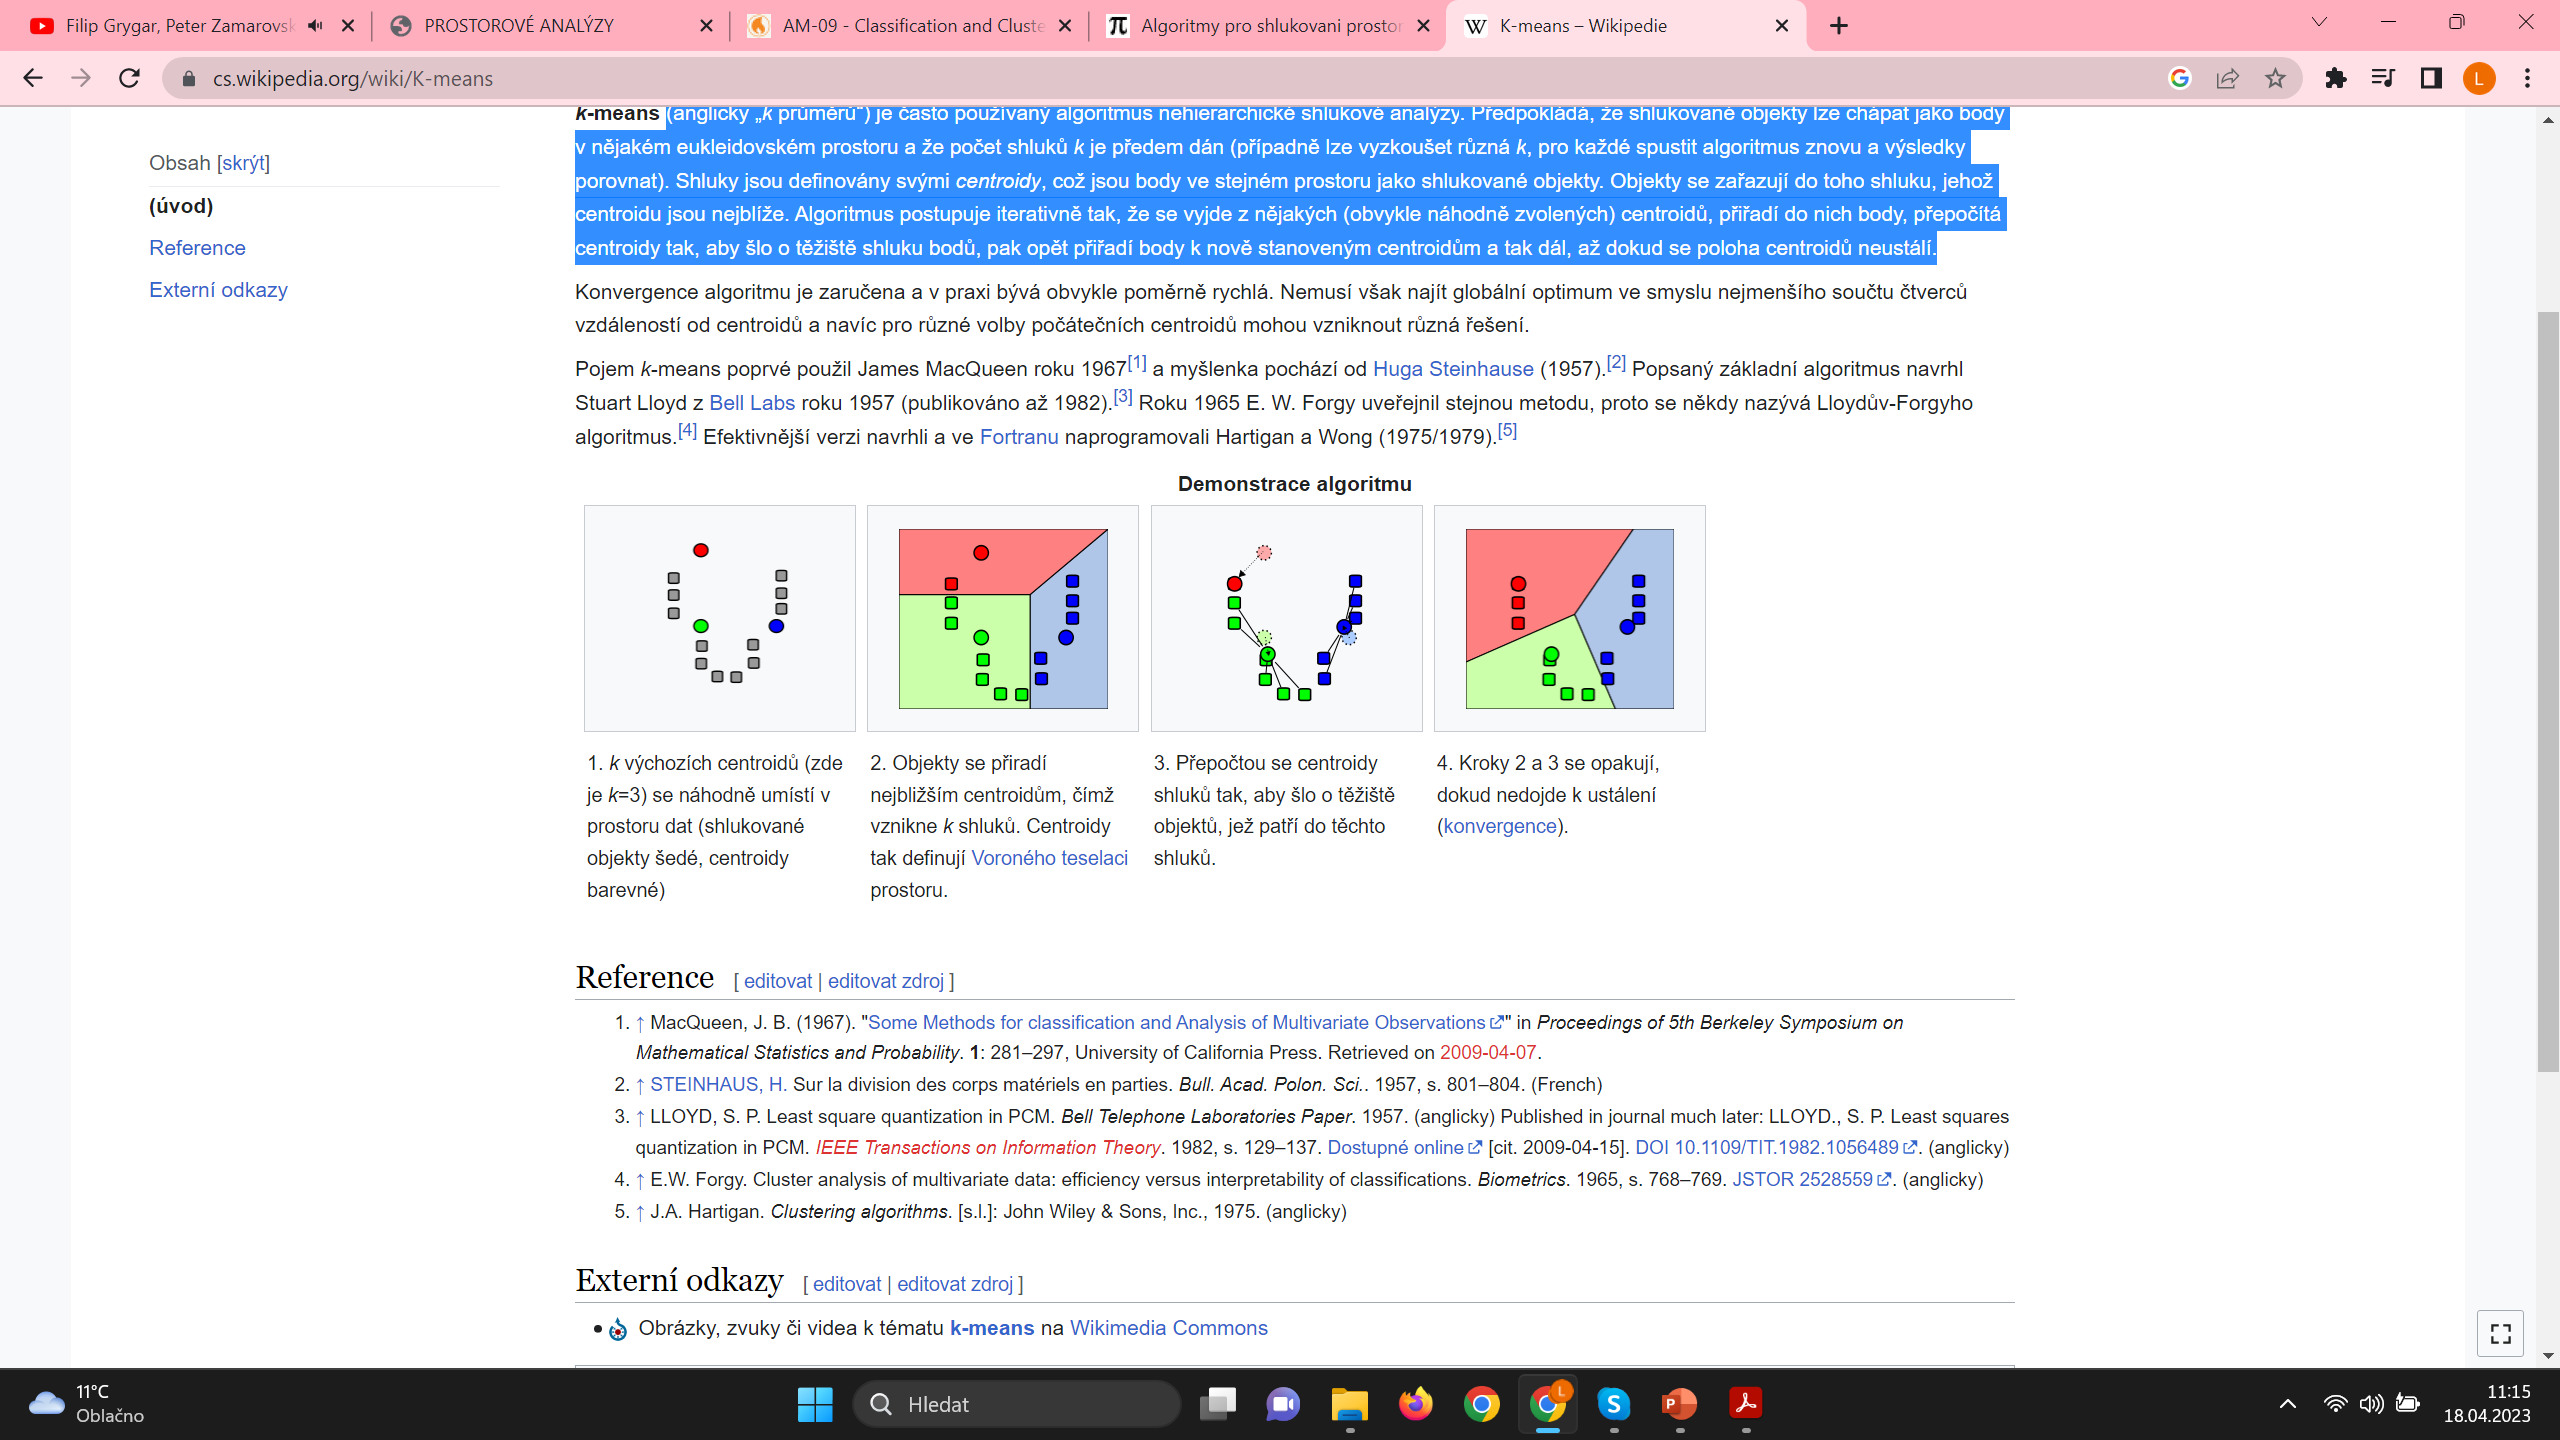 Filip Grygar, Peter Zamarovsk
PROSTOROVÉ ANALÝZY
AM-09 - Classification and Cluste
Algoritmy pro shlukovani prostor
K-means – Wikipedie
cs.wikipedia.org/wiki/K-means
L
Obsah [skrýt]
(úvod)
Reference
Externí odkazy
k-means (anglicky „k průměrů“) je často používaný algoritmus nehierarchické shlukové analýzy. Předpokládá, že shlukované objekty lze chápat jako body
v nějakém eukleidovském prostoru a že počet shluků k je předem dán (případně lze vyzkoušet různá k, pro každé spustit algoritmus znovu a výsledky
porovnat). Shluky jsou definovány svými centroidy, což jsou body ve stejném prostoru jako shlukované objekty. Objekty se zařazují do toho shluku, jehož
centroidu jsou nejblíže. Algoritmus postupuje iterativně tak, že se vyjde z nějakých (obvykle náhodně zvolených) centroidů, přiřadí do nich body, přepočítá
centroidy tak, aby šlo o těžiště shluku bodů, pak opět přiřadí body k nově stanoveným centroidům a tak dál, až dokud se poloha centroidů neustálí.
Konvergence algoritmu je zaručena a v praxi bývá obvykle poměrně rychlá. Nemusí však najít globální optimum ve smyslu nejmenšího součtu čtverců
vzdáleností od centroidů a navíc pro různé volby počátečních centroidů mohou vzniknout různá řešení.
Pojem k-means poprvé použil James MacQueen roku 1967[1] a myšlenka pochází od Huga Steinhause (1957).[2] Popsaný základní algoritmus navrhl
Stuart Lloyd z Bell Labs roku 1957 (publikováno až 1982).[3] Roku 1965 E. W. Forgy uveřejnil stejnou metodu, proto se někdy nazývá Lloydův-Forgyho
algoritmus.[4] Efektivnější verzi navrhli a ve Fortranu naprogramovali Hartigan a Wong (1975/1979).[5]
Demonstrace algoritmu
1. k výchozích centroidů (zde
je k=3) se náhodně umístí v
prostoru dat (shlukované
objekty šedé, centroidy
barevné)
2. Objekty se přiradí
nejbližším centroidům, čímž
vznikne k shluků. Centroidy
tak definují Voroného teselaci
prostoru.
3. Přepočtou se centroidy
shluků tak, aby šlo o těžiště
objektů, jež patří do těchto
shluků.
4. Kroky 2 a 3 se opakují,
dokud nedojde k ustálení
(konvergence).
Reference [ editovat | editovat zdroj ]
1. ↑ MacQueen, J. B. (1967). "Some Methods for classification and Analysis of Multivariate Observations" in Proceedings of 5th Berkeley Symposium on
Mathematical Statistics and Probability. 1: 281–297, University of California Press. Retrieved on 2009-04-07.
2. ↑ STEINHAUS, H. Sur la division des corps matériels en parties. Bull. Acad. Polon. Sci.. 1957, s. 801–804. (French)
3. ↑ LLOYD, S. P. Least square quantization in PCM. Bell Telephone Laboratories Paper. 1957. (anglicky) Published in journal much later: LLOYD., S. P. Least squares
quantization in PCM. IEEE Transactions on Information Theory. 1982, s. 129–137. Dostupné online [cit. 2009-04-15]. DOI 10.1109/TIT.1982.1056489. (anglicky)
4. ↑ E.W. Forgy. Cluster analysis of multivariate data: efficiency versus interpretability of classifications. Biometrics. 1965, s. 768–769. JSTOR 2528559. (anglicky)
5. ↑ J.A. Hartigan. Clustering algorithms. [s.l.]: John Wiley & Sons, Inc., 1975. (anglicky)
Externí odkazy [ editovat | editovat zdroj ]
• Obrázky, zvuky či videa k tématu k-means na Wikimedia Commons
11°C
Oblačno
Hledat
L
11:15
18.04.2023